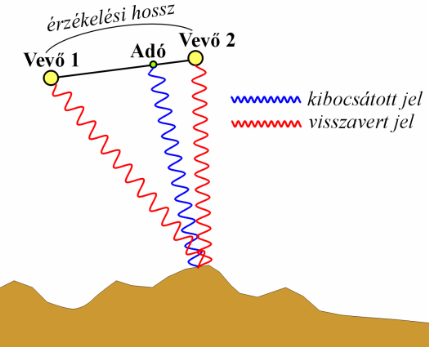 érzékelési hossz
Vevő 1
Adó
Vevő 2
kibocsátott jel
visszavert jel